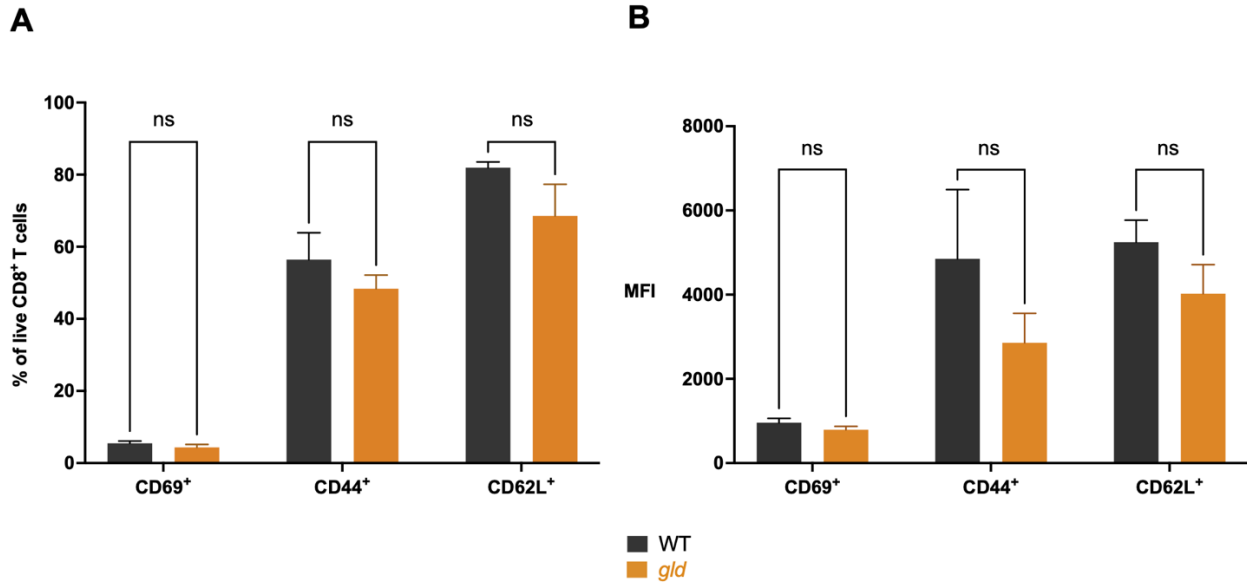 A
B
% of live CD8⁺ T cells
100
80
60
40
20
0
ns
ns
ns
CD69⁺
CD44⁺
CD62L⁺
MFI
8000
6000
4000
2000
0
ns
ns
ns
CD69⁺
CD44⁺
CD62L⁺
WT
gld